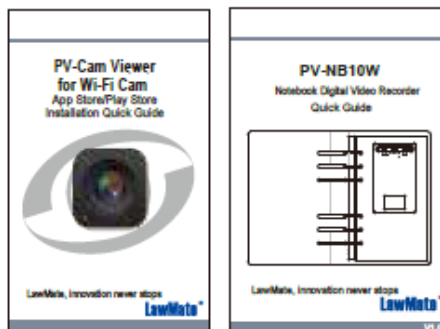 PV-Cam Viewer
for Wi-Fi Cam
App Store/Play Store
Installation Quick Guide
LawMate, Innovation never stops
LawMate
PV-NB10W
Notebook Digital Video Recorder
Quick Guide
LawMate, Innovation never stops
LawMate